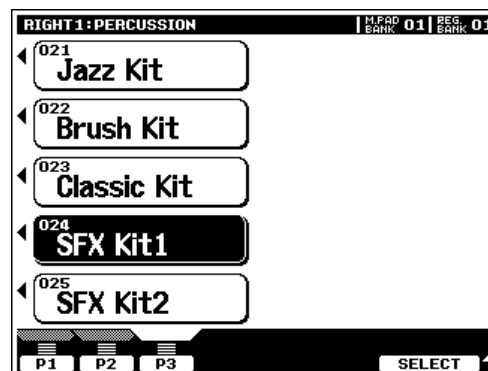 RIGHT1:PERCUSSION
M.PAD BANK 01 REG. BANK 01
021
Jazz Kit
022
Brush Kit
023
Classic Kit
024
SFX Kit1
025
SFX Kit2
P1 P2 P3 SELECT